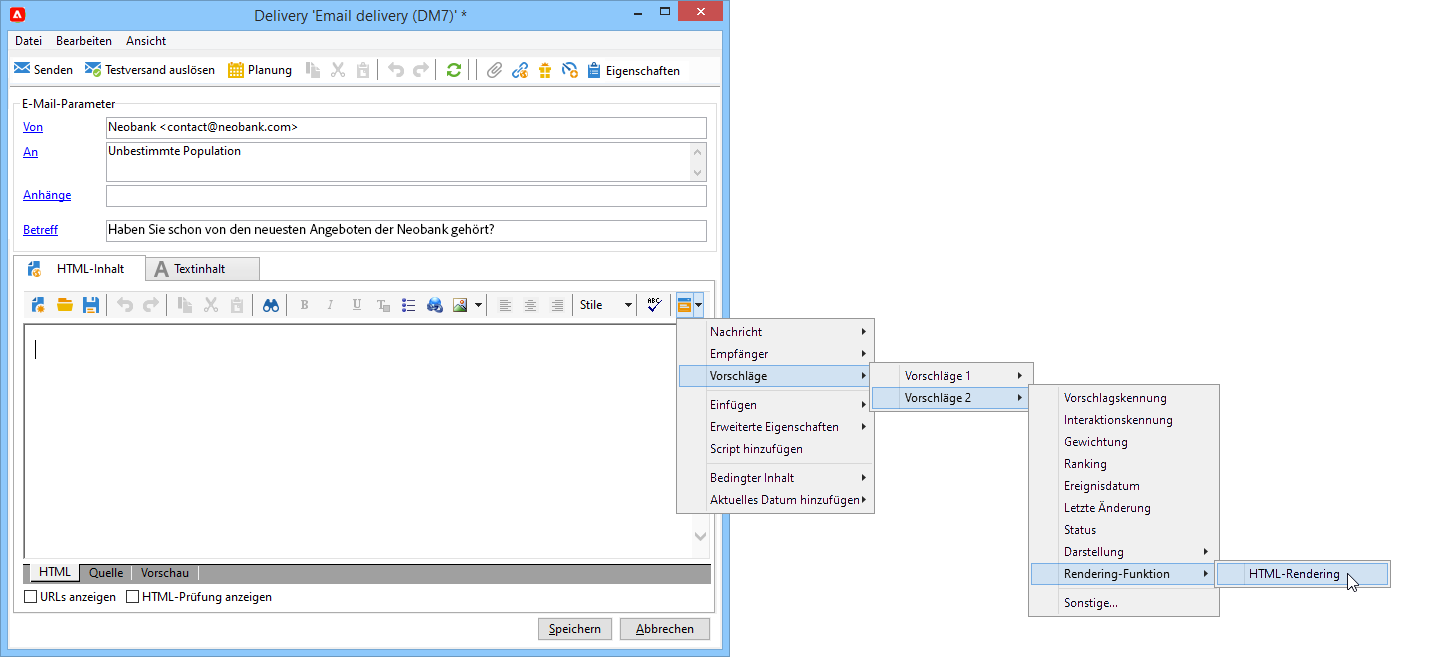 Delivery 'Email delivery (DM7)' *
Datei Bearbeiten Ansicht
Senden Testversand auslösen Planung Eigenschaften
E-Mail-Parameter
Von Neobank <contact@neobank.com>
An Unbestimmte Population
Anhänge
Betreff Haben Sie schon von den neuesten Angeboten der Neobank gehört?
HTML-Inhalt A Textinhalt
B I U T Stile ABC
Nachricht
Empfänger
Vorschläge
Einfügen
Erweiterte Eigenschaften
Script hinzufügen
Bedingter Inhalt
Aktuelles Datum hinzufügen
Vorschläge 1
Vorschläge 2
Vorschlagskennung
Interaktionskennung
Gewichtung
Ranking
Ereignisdatum
Letzte Änderung
Status
Darstellung
Rendering-Funktion
Sonstige...
HTML-Rendering
HTML Quelle Vorschau
URLs anzeigen HTML-Prüfung anzeigen
Speichern Abbrechen